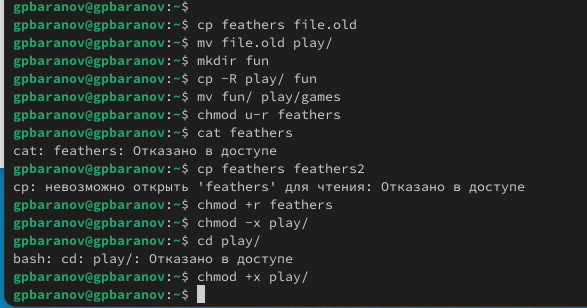 gpbaranov@gpbaranov:~$
gpbaranov@gpbaranov:~$ cp feathers file.old
gpbaranov@gpbaranov:~$ mv file.old play/
gpbaranov@gpbaranov:~$ mkdir fun
gpbaranov@gpbaranov:~$ cp -R play/ fun
gpbaranov@gpbaranov:~$ mv fun/ play/games
gpbaranov@gpbaranov:~$ chmod u-r feathers
gpbaranov@gpbaranov:~$ cat feathers
cat: feathers: Отказано в доступе
gpbaranov@gpbaranov:~$ cp feathers feathers2
cp: невозможно открыть 'feathers' для чтения: Отказано в доступе
gpbaranov@gpbaranov:~$ chmod +r feathers
gpbaranov@gpbaranov:~$ chmod -x play/
gpbaranov@gpbaranov:~$ cd play/
bash: cd: play/: Отказано в доступе
gpbaranov@gpbaranov:~$ chmod +x play/
gpbaranov@gpbaranov:~$